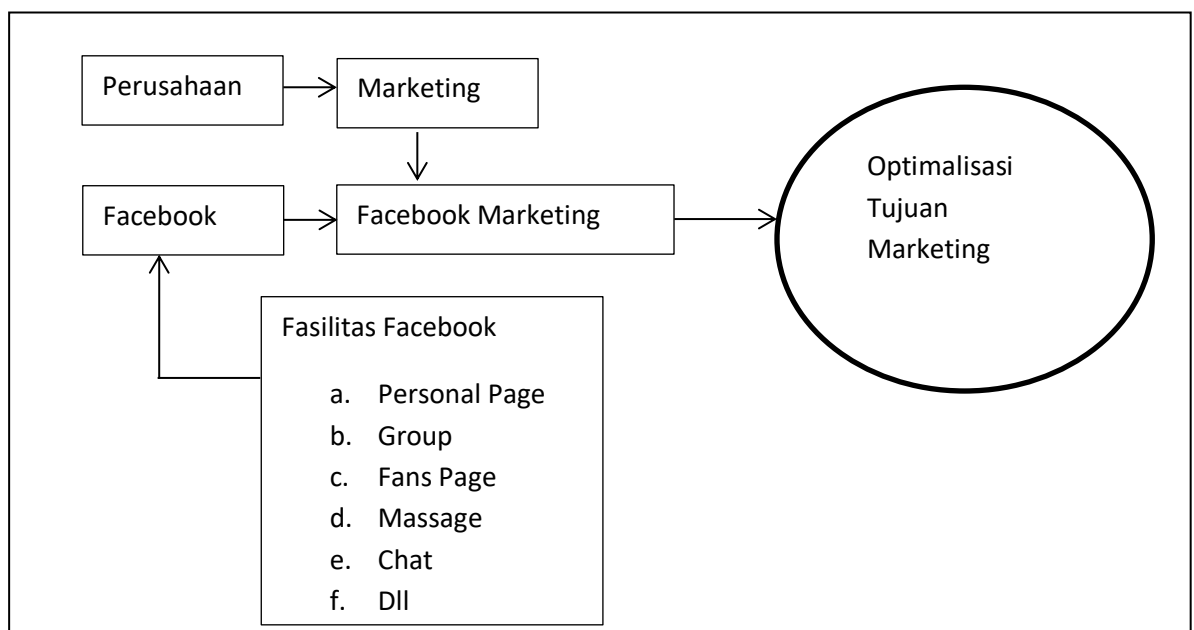 Perusahaan
Marketing
Facebook
Facebook Marketing
Optimalisasi
Tujuan
Marketing
Fasilitas Facebook
a. Personal Page
b. Group
c. Fans Page
d. Massage
e. Chat
f. Dll